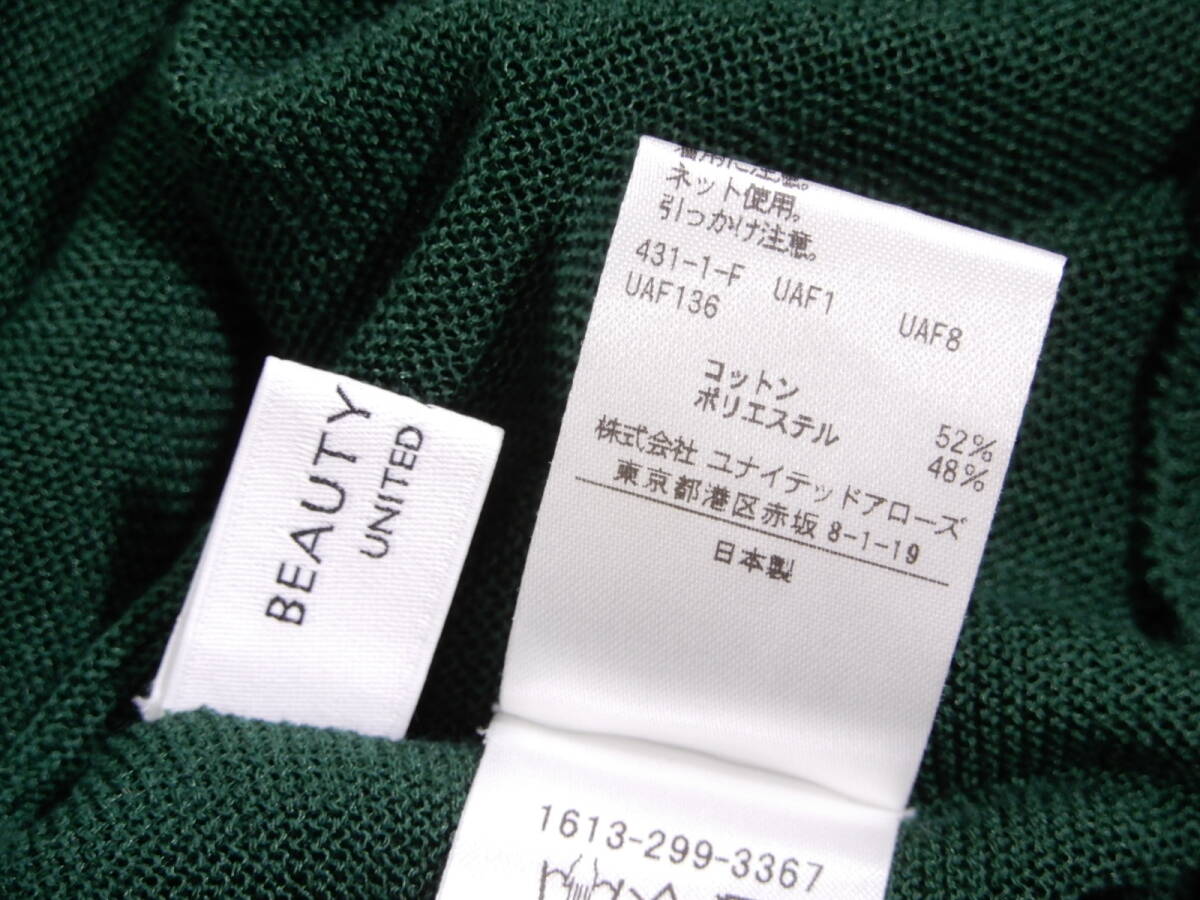 BEAUTY
UNITED
に注意。
ネット使用。
引っかけ注意。
431-1-F UAF1 UAF8
UAF136
コットン 52%
ポリエステル 48%
株式会社 ユナイテッドアローズ
東京都港区赤坂 8-1-19
日本製
1613-299-3367